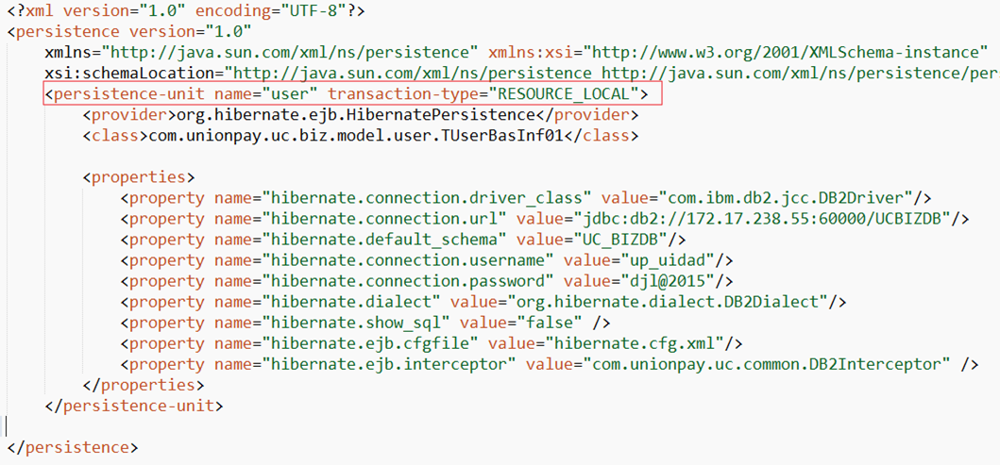 <?xml version="1.0" encoding="UTF-8"?>
<persistence version="1.0"
xmlns="http://java.sun.com/xml/ns/persistence" xmlns:xsi="http://www.w3.org/2001/XMLSchema-instance"
xsi:schemaLocation="http://java.sun.com/xml/ns/persistence http://java.sun.com/xml/ns/persistence/per
<persistence-unit name="user" transaction-type="RESOURCE_LOCAL">
<provider>org.hibernate.ejb.HibernatePersistence</provider>
<class>com.unionpay.uc.biz.model.user.TUserBasInf01</class>
<properties>
<property name="hibernate.connection.driver_class" value="com.ibm.db2.jcc.DB2Driver"/>
<property name="hibernate.connection.url" value="jdbc:db2://172.17.238.55:60000/UCBIZDB"/>
<property name="hibernate.default_schema" value="UC_BIZDB"/>
<property name="hibernate.connection.username" value="up_uidad"/>
<property name="hibernate.connection.password" value="djl@2015"/>
<property name="hibernate.dialect" value="org.hibernate.dialect.DB2Dialect"/>
<property name="hibernate.show_sql" value="false" />
<property name="hibernate.ejb.cfgfile" value="hibernate.cfg.xml"/>
<property name="hibernate.ejb.interceptor" value="com.unionpay.uc.common.DB2Interceptor" />
</properties>
</persistence-unit>
</persistence>